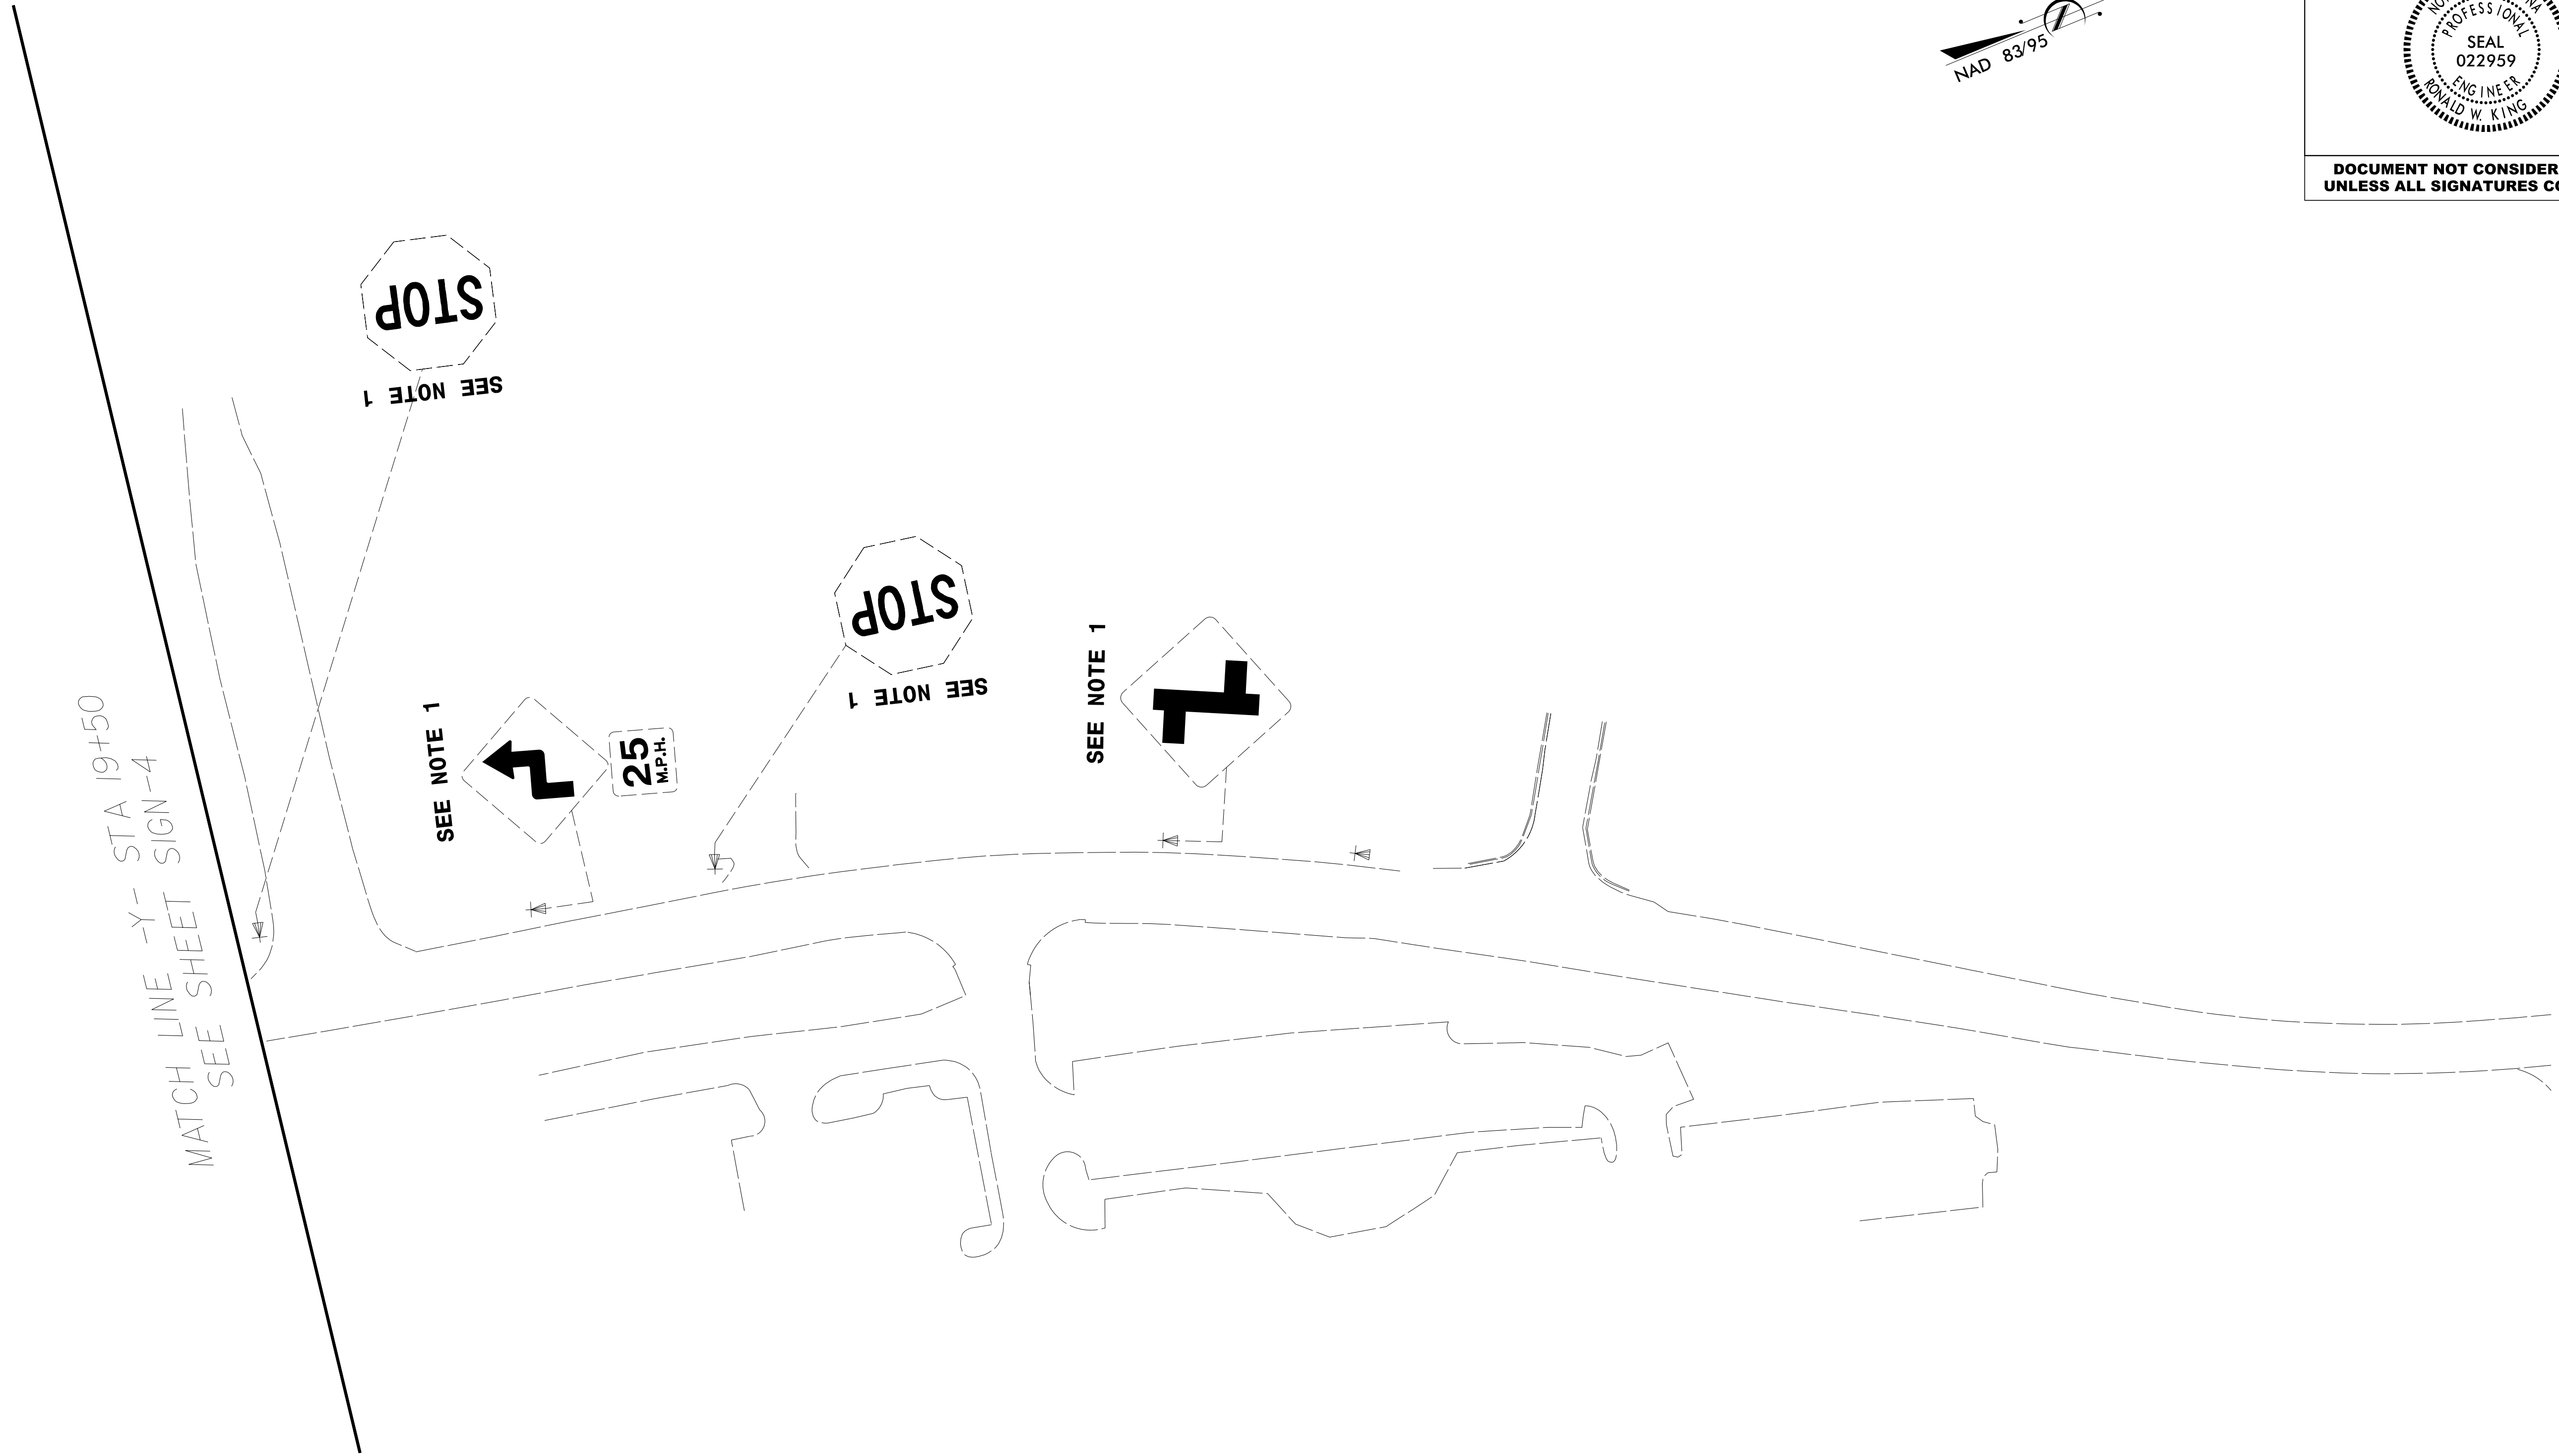 NAD 83/95
PROFESSIONAL
SEAL
022959
ENGINEER
RONALD W. KING
DOCUMENT NOT CONSIDER
UNLESS ALL SIGNATURES CO
STOP
SEE NOTE 1
STOP
SEE NOTE 1
SEE NOTE 1
SEE NOTE 1
25
M.P.H.
MATCH LINE -Y- STA 19+50
SEE SHEET SIGN-4